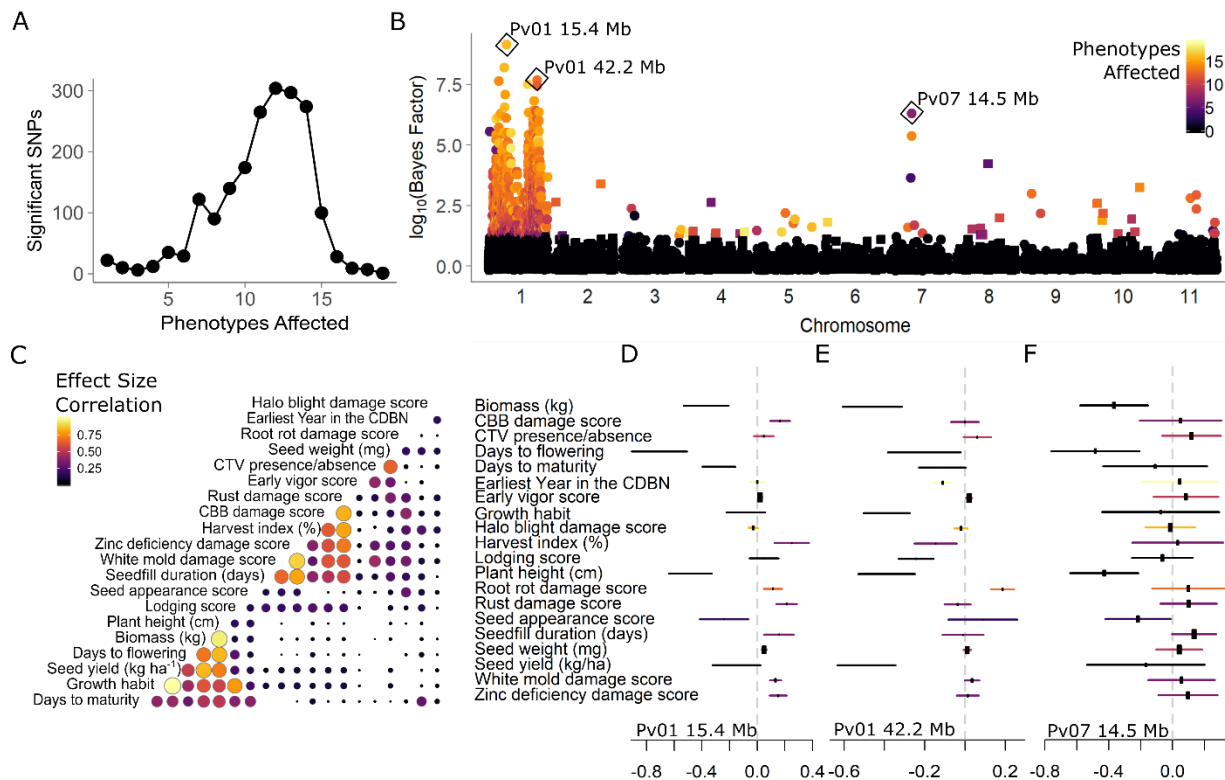 A
Significant SNPs
300
200
100
0
5
10
15
Phenotypes Affected
B
Pv01 15.4 Mb
Pv01 42.2 Mb
Pv07 14.5 Mb
Phenotypes
Affected
15
10
5
0
log10(Bayes Factor)
7.5
5.0
2.5
0.0
1 2 3 4 5 6 7 8 9 10 11
Chromosome
C
Effect Size
Correlation
0.75
0.50
0.25
Halo blight damage score
Earliest Year in the CDBN
Root rot damage score
Seed weight (mg)
CTV presence/absence
Early vigor score
Rust damage score
CBB damage score
Harvest index (%)
Zinc deficiency damage score
White mold damage score
Seedfill duration (days)
Seed appearance score
Lodging score
Plant height (cm)
Biomass (kg)
Days to flowering
Seed yield (kg ha-1)
Growth habit
Days to maturity
D
E
F
Biomass (kg)
CBB damage score
CTV presence/absence
Days to flowering
Days to maturity
Earliest Year in the CDBN
Early vigor score
Growth habit
Halo blight damage score
Harvest index (%)
Lodging score
Plant height (cm)
Root rot damage score
Rust damage score
Seed appearance score
Seedfill duration (days)
Seed weight (mg)
Seed yield (kg/ha)
White mold damage score
Zinc deficiency damage score
Pv01 15.4 Mb
Pv01 42.2 Mb
Pv07 14.5 Mb
-0.8 -0.4 0.0 0.4
-0.6 -0.2 0.2
-0.8 -0.4 0.0